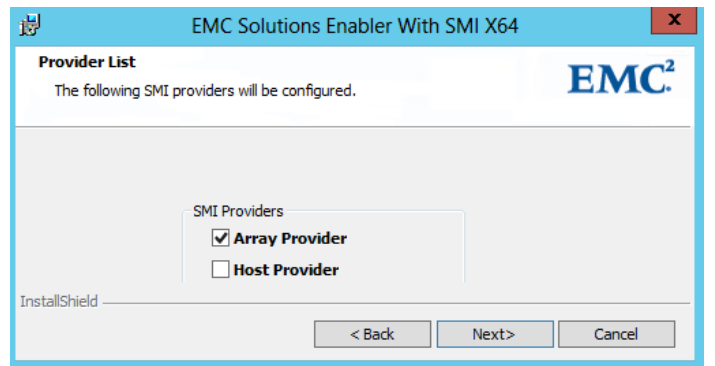 EMC Solutions Enabler With SMI X64
x
Provider List
The following SMI providers will be configured.
EMC²
SMI Providers
Array Provider
Host Provider
InstallShield
< Back Next> Cancel